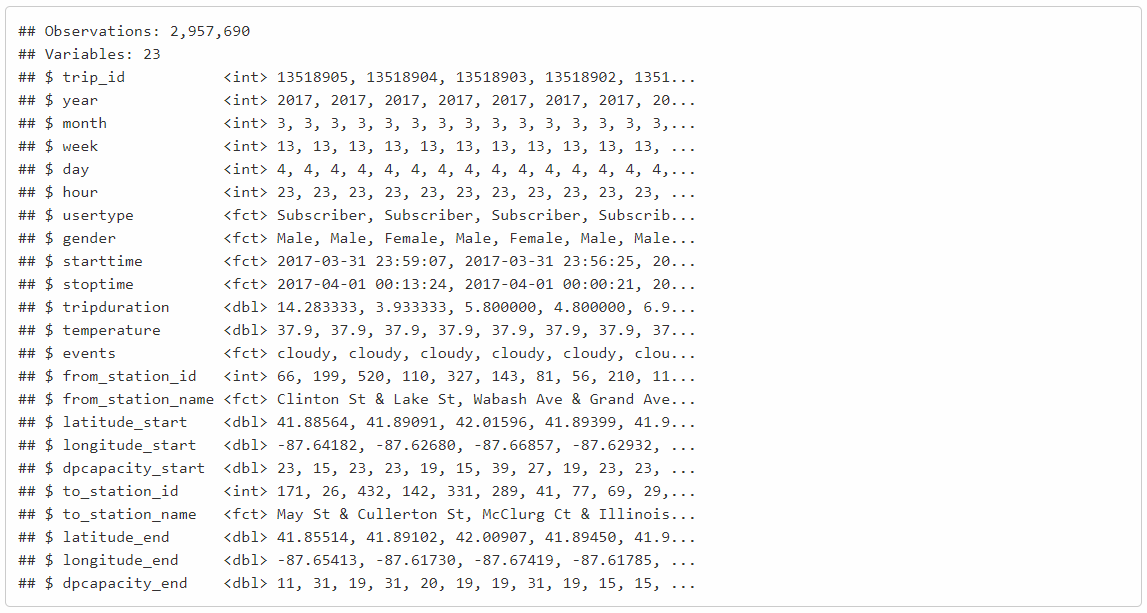 ## Observations: 2,957,690
## Variables: 23
## $ trip_id           <int> 13518905, 13518904, 13518903, 13518902, 1351...
## $ year              <int> 2017, 2017, 2017, 2017, 2017, 2017, 2017, 20...
## $ month             <int> 3, 3, 3, 3, 3, 3, 3, 3, 3, 3, 3, 3, 3, 3, 3,...
## $ week              <int> 13, 13, 13, 13, 13, 13, 13, 13, 13, 13, 13, ...
## $ day               <int> 4, 4, 4, 4, 4, 4, 4, 4, 4, 4, 4, 4, 4, 4, 4,...
## $ hour              <int> 23, 23, 23, 23, 23, 23, 23, 23, 23, 23, 23, ...
## $ usertype          <fct> Subscriber, Subscriber, Subscriber, Subscrib...
## $ gender            <fct> Male, Male, Female, Male, Female, Male, Male...
## $ starttime         <fct> 2017-03-31 23:59:07, 2017-03-31 23:56:25, 20...
## $ stoptime          <fct> 2017-04-01 00:13:24, 2017-04-01 00:00:21, 20...
## $ tripduration      <dbl> 14.283333, 3.933333, 5.800000, 4.800000, 6.9...
## $ temperature       <dbl> 37.9, 37.9, 37.9, 37.9, 37.9, 37.9, 37.9, 37...
## $ events            <fct> cloudy, cloudy, cloudy, cloudy, cloudy, clou...
## $ from_station_id   <int> 66, 199, 520, 110, 327, 143, 81, 56, 210, 11...
## $ from_station_name <fct> Clinton St & Lake St, Wabash Ave & Grand Ave...
## $ latitude_start    <dbl> 41.88564, 41.89091, 42.01596, 41.89399, 41.9...
## $ longitude_start   <dbl> -87.64182, -87.62680, -87.66857, -87.62932, ...
## $ dpcapacity_start  <dbl> 23, 15, 23, 23, 19, 15, 39, 27, 19, 23, 23, ...
## $ to_station_id     <int> 171, 26, 432, 142, 331, 289, 41, 77, 69, 29,...
## $ to_station_name   <fct> May St & Cullerton St, McClurg Ct & Illinois...
## $ latitude_end      <dbl> 41.85514, 41.89102, 42.00907, 41.89450, 41.9...
## $ longitude_end     <dbl> -87.65413, -87.61730, -87.67419, -87.61785, ...
## $ dpcapacity_end    <dbl> 11, 31, 19, 31, 20, 19, 19, 31, 19, 15, 15, ...